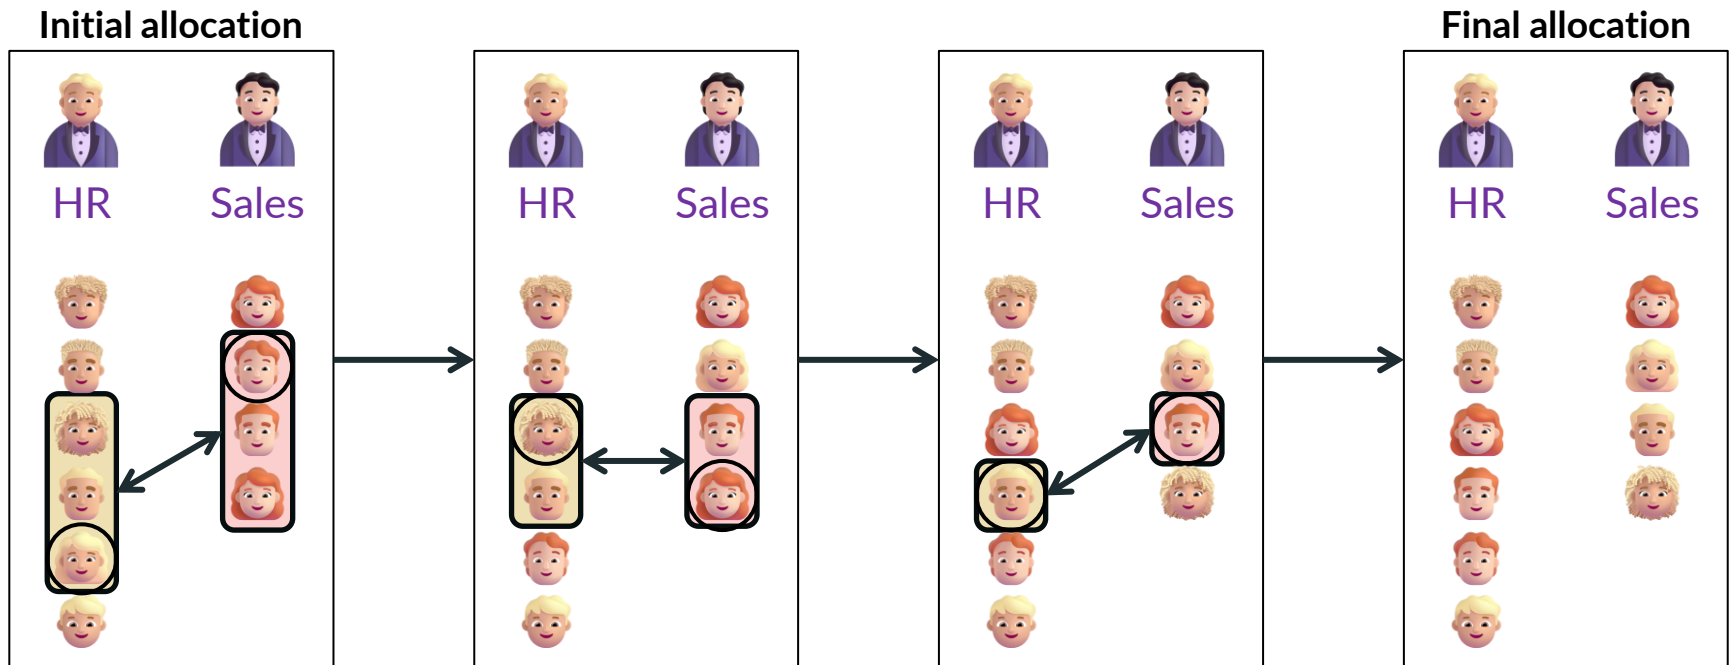 Initial allocation
Final allocation
HR
Sales
HR
Sales
HR
Sales
HR
Sales